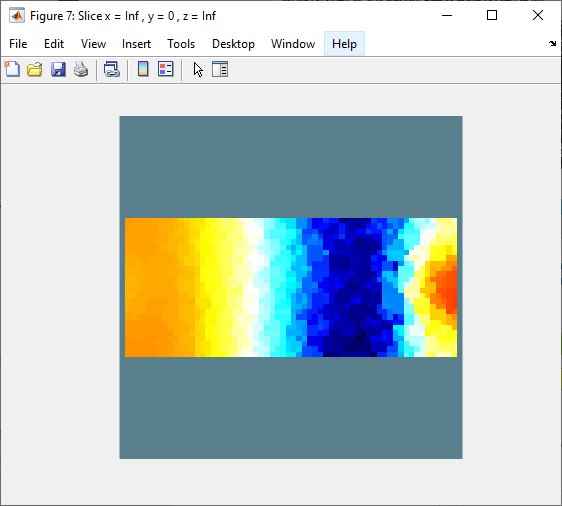 Figure 7: Slice x = Inf , y = 0 , z = Inf
File Edit View Insert Tools Desktop Window Help